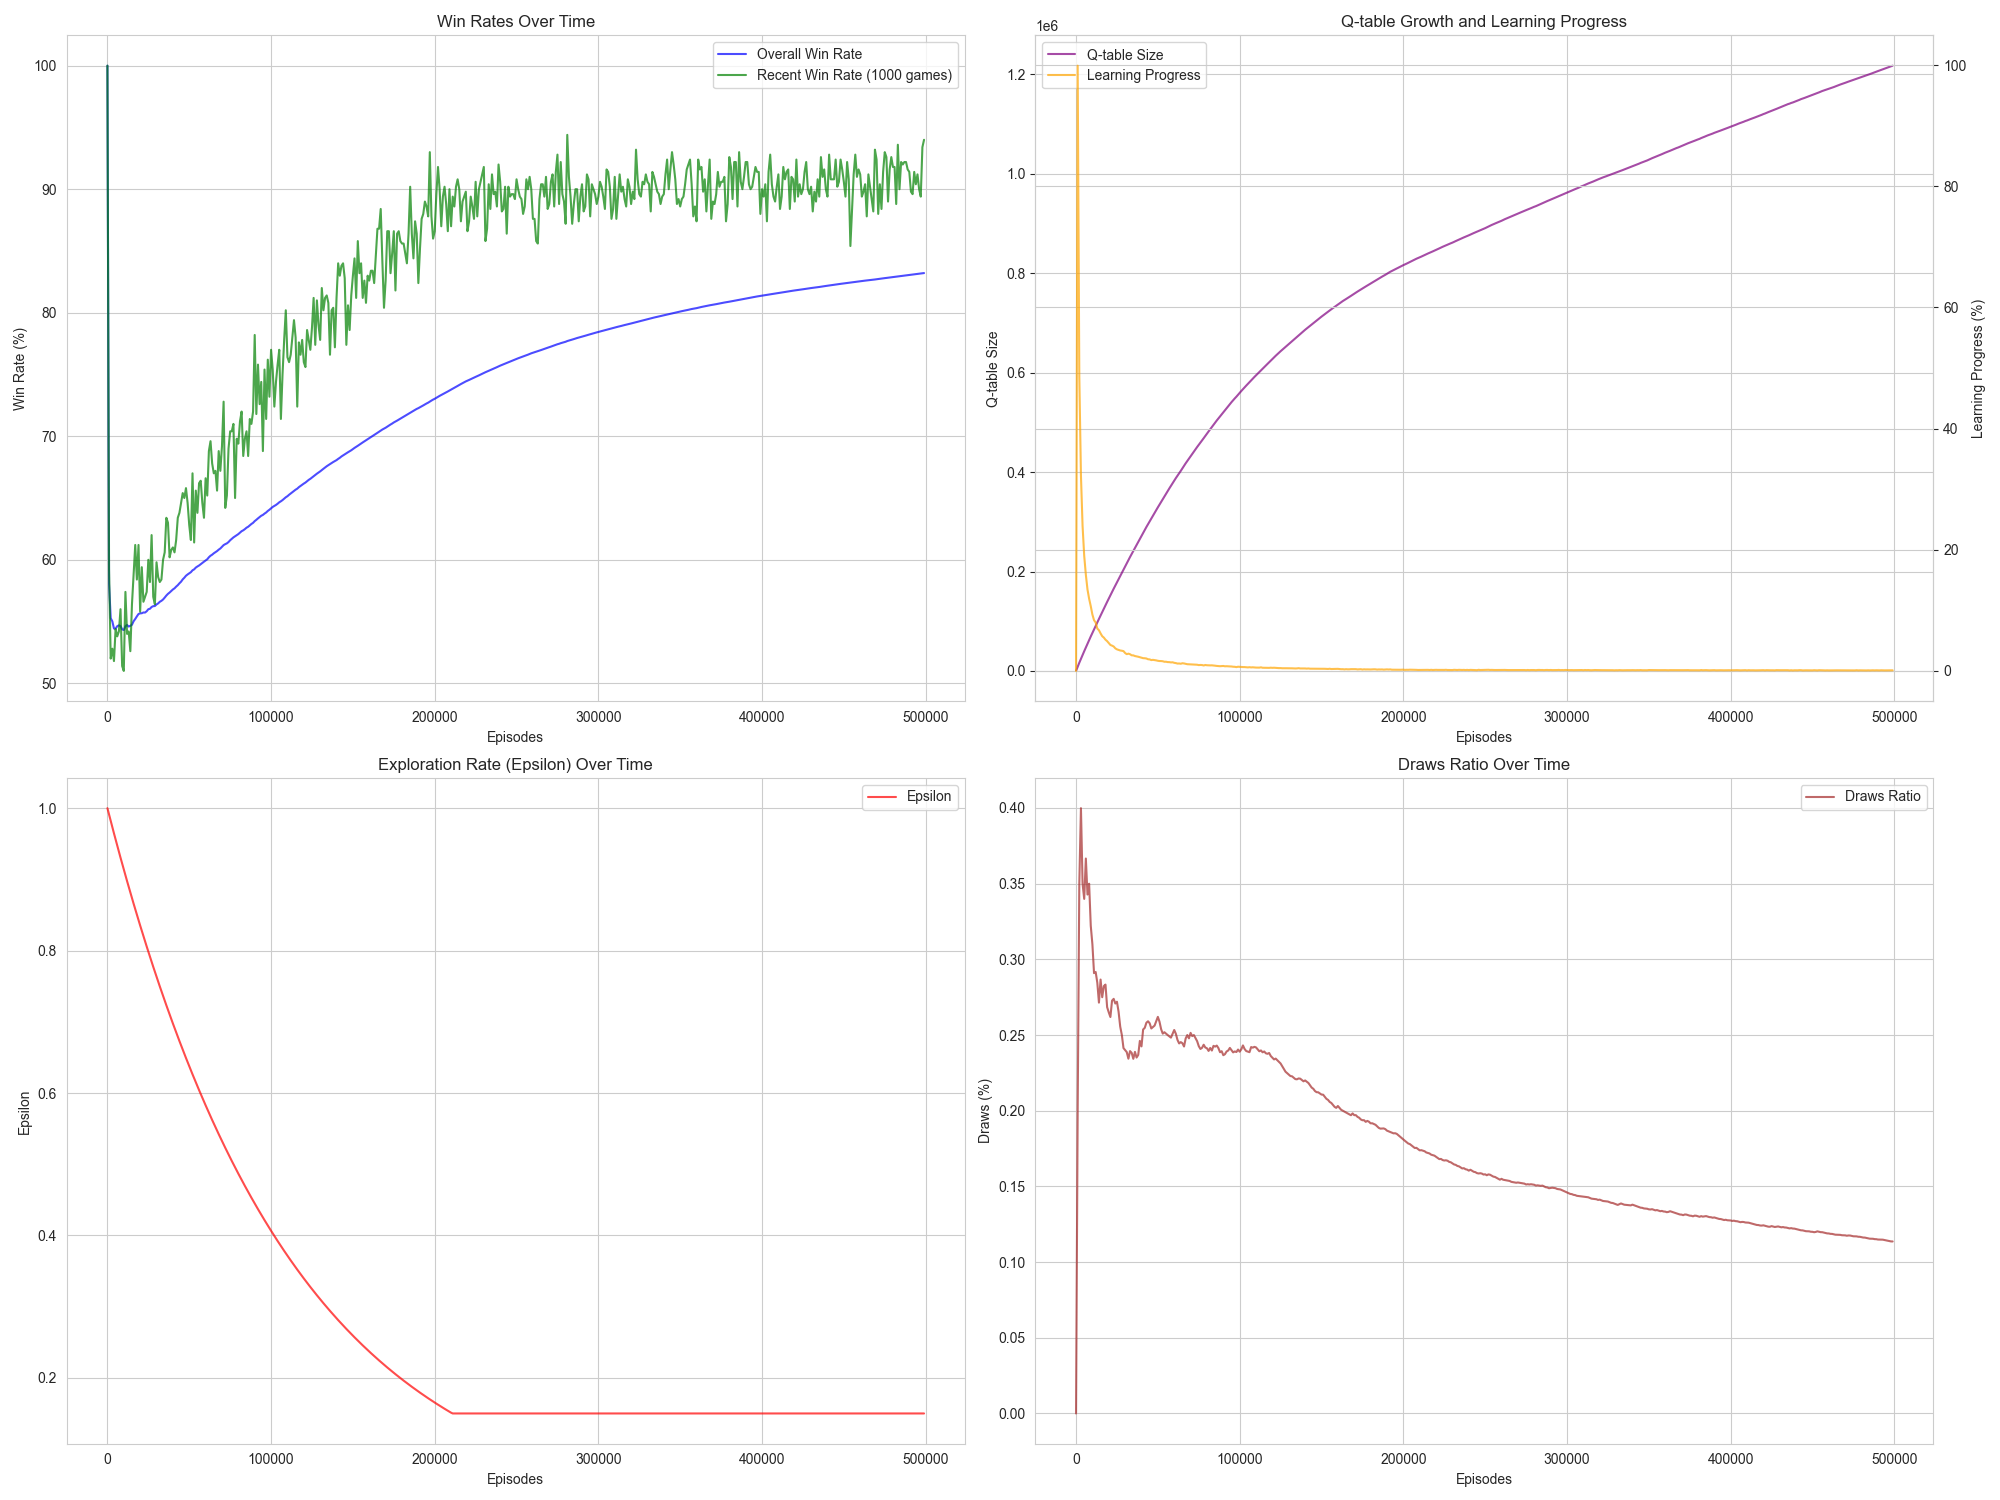 Win Rates Over Time
Overall Win Rate
Recent Win Rate (1000 games)
Win Rate (%)
100
90
80
70
60
50
0
100000
200000
300000
400000
500000
Episodes
Q-table Growth and Learning Progress
1e6
Q-table Size
Learning Progress
Q-table Size
1.2
1.0
0.8
0.6
0.4
0.2
0.0
Learning Progress (%)
100
80
60
40
20
0
0
100000
200000
300000
400000
500000
Episodes
Exploration Rate (Epsilon) Over Time
Epsilon
Epsilon
1.0
0.8
0.6
0.4
0.2
0
100000
200000
300000
400000
500000
Episodes
Draws Ratio Over Time
Draws Ratio
Draws (%)
0.40
0.35
0.30
0.25
0.20
0.15
0.10
0.05
0.00
0
100000
200000
300000
400000
500000
Episodes